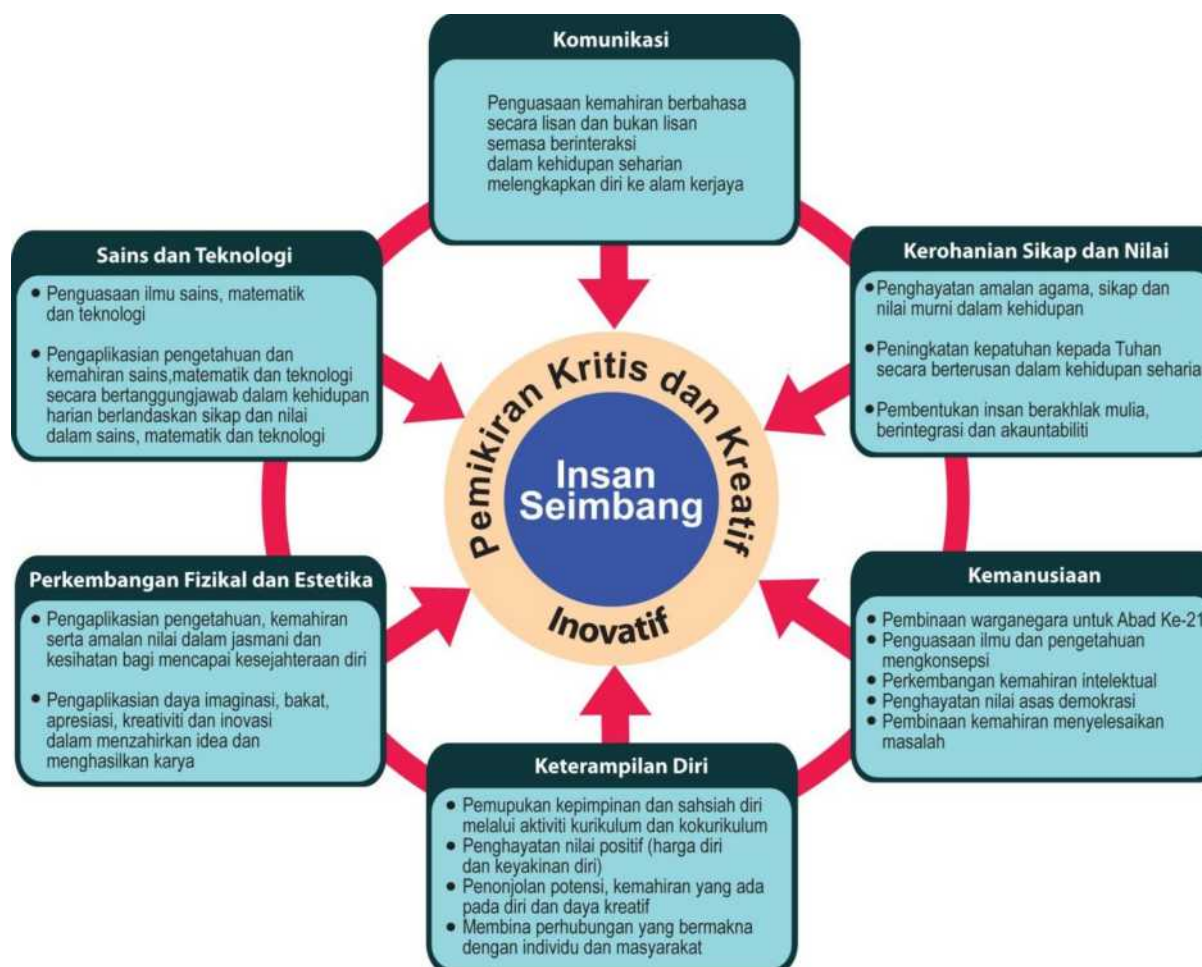 Komunikasi
Penguasaan kemahiran berbahasa
secara lisan dan bukan lisan
semasa berinteraksi
dalam kehidupan seharian
melengkapkan diri ke alam kerjaya
Sains dan Teknologi
• Penguasaan ilmu sains, matematik
dan teknologi
• Pengaplikasian pengetahuan dan
kemahiran sains,matematik dan teknologi
secara bertanggungjawab dalam kehidupan
harian berlandaskan sikap dan nilai
dalam sains, matematik dan teknologi
Kerohanian Sikap dan Nilai
• Penghayatan amalan agama, sikap dan
nilai murni dalam kehidupan
• Peningkatan kepatuhan kepada Tuhan
secara berterusan dalam kehidupan seharia
• Pembentukan insan berakhlak mulia,
berintegrasi dan akauntabiliti
Pemikiran Kritis dan Kreatif
Insan
Seimbang
Inovatif
Perkembangan Fizikal dan Estetika
• Pengaplikasian pengetahuan, kemahiran
serta amalan nilai dalam jasmani dan
kesihatan bagi mencapai kesejahteraan diri
• Pengaplikasian daya imaginasi, bakat,
apresiasi, kreativiti dan inovasi
dalam menzahirkan idea dan
menghasilkan karya
Kemanusiaan
• Pembinaan warganegara untuk Abad Ke-21
• Penguasaan ilmu dan pengetahuan
mengkonsepsi
• Perkembangan kemahiran intelektual
• Penghayatan nilai asas demokrasi
• Pembinaan kemahiran menyelesaikan
masalah
Keterampilan Diri
• Pemupukan kepimpinan dan sahsiah diri
melalui aktiviti kurikulum dan kokurikulum
• Penghayatan nilai positif (harga diri
dan keyakinan diri)
• Penonjolan potensi, kemahiran yang ada
pada diri dan daya kreatif
• Membina perhubungan yang bermakna
dengan individu dan masyarakat